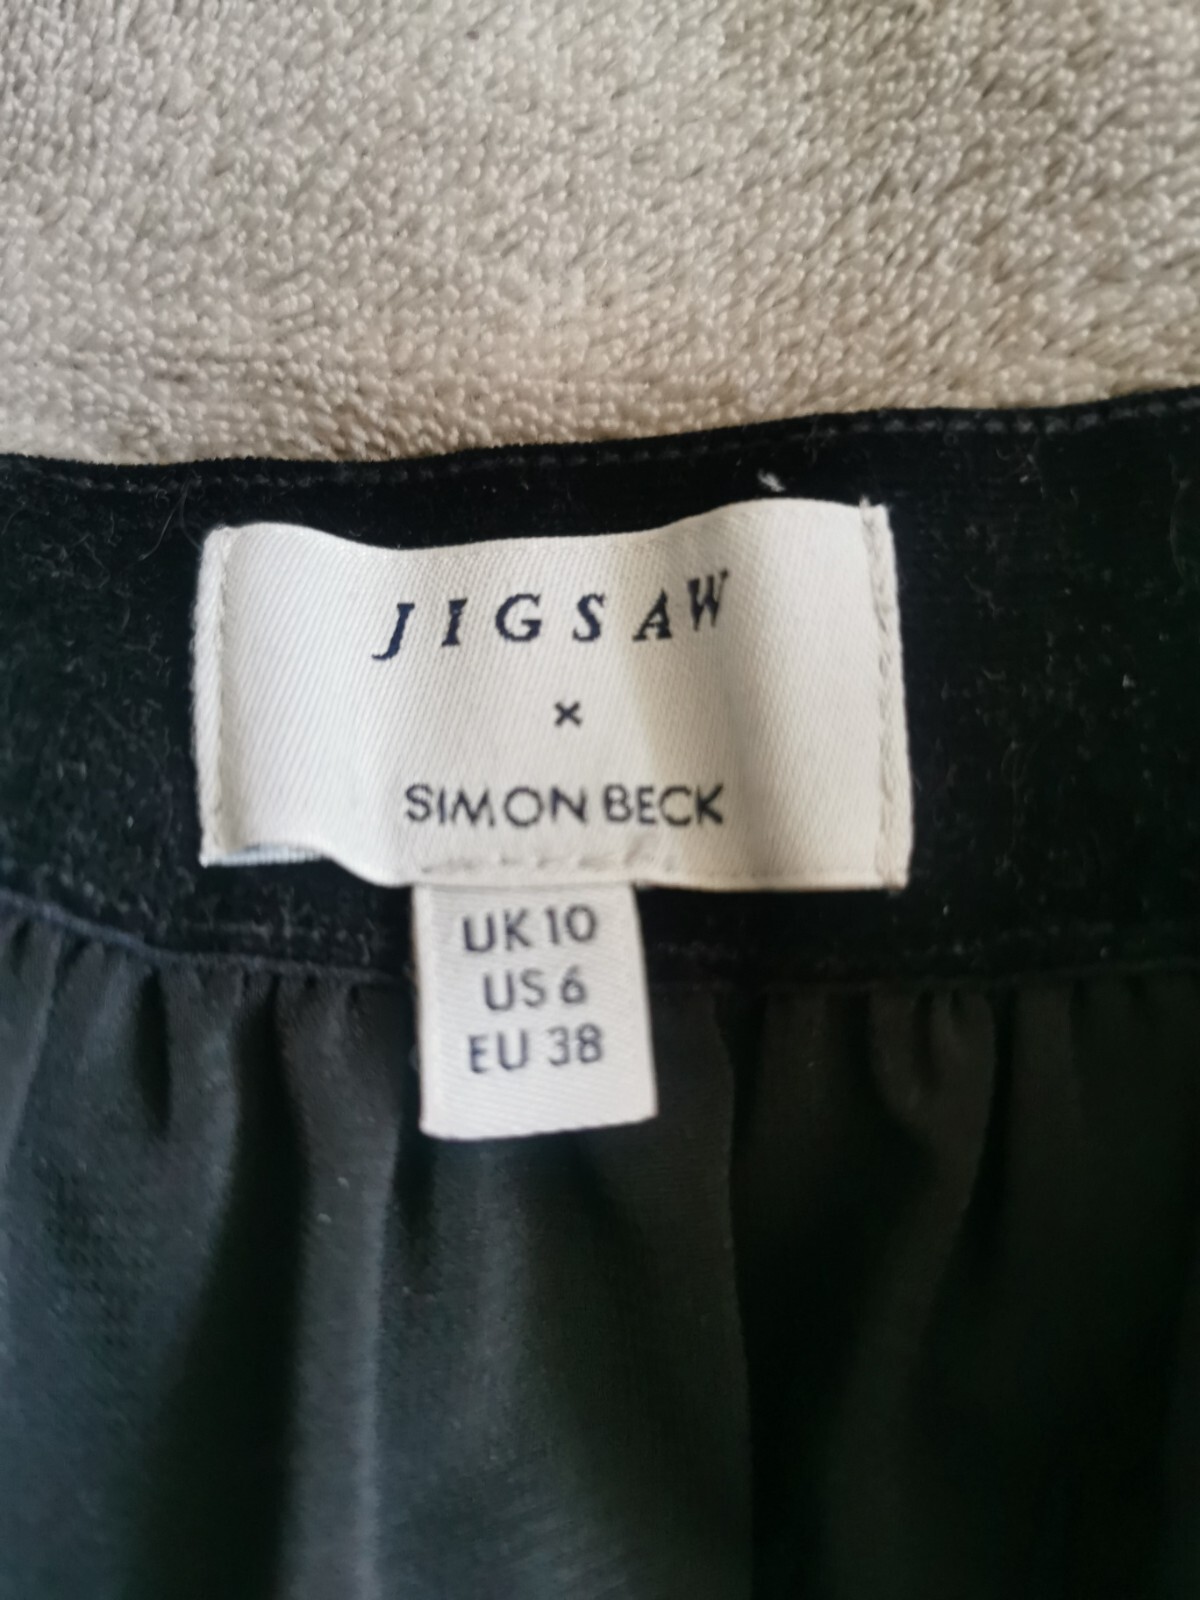 JIGSAW
×
SIMON BECK
UK 10
US 6
EU 38